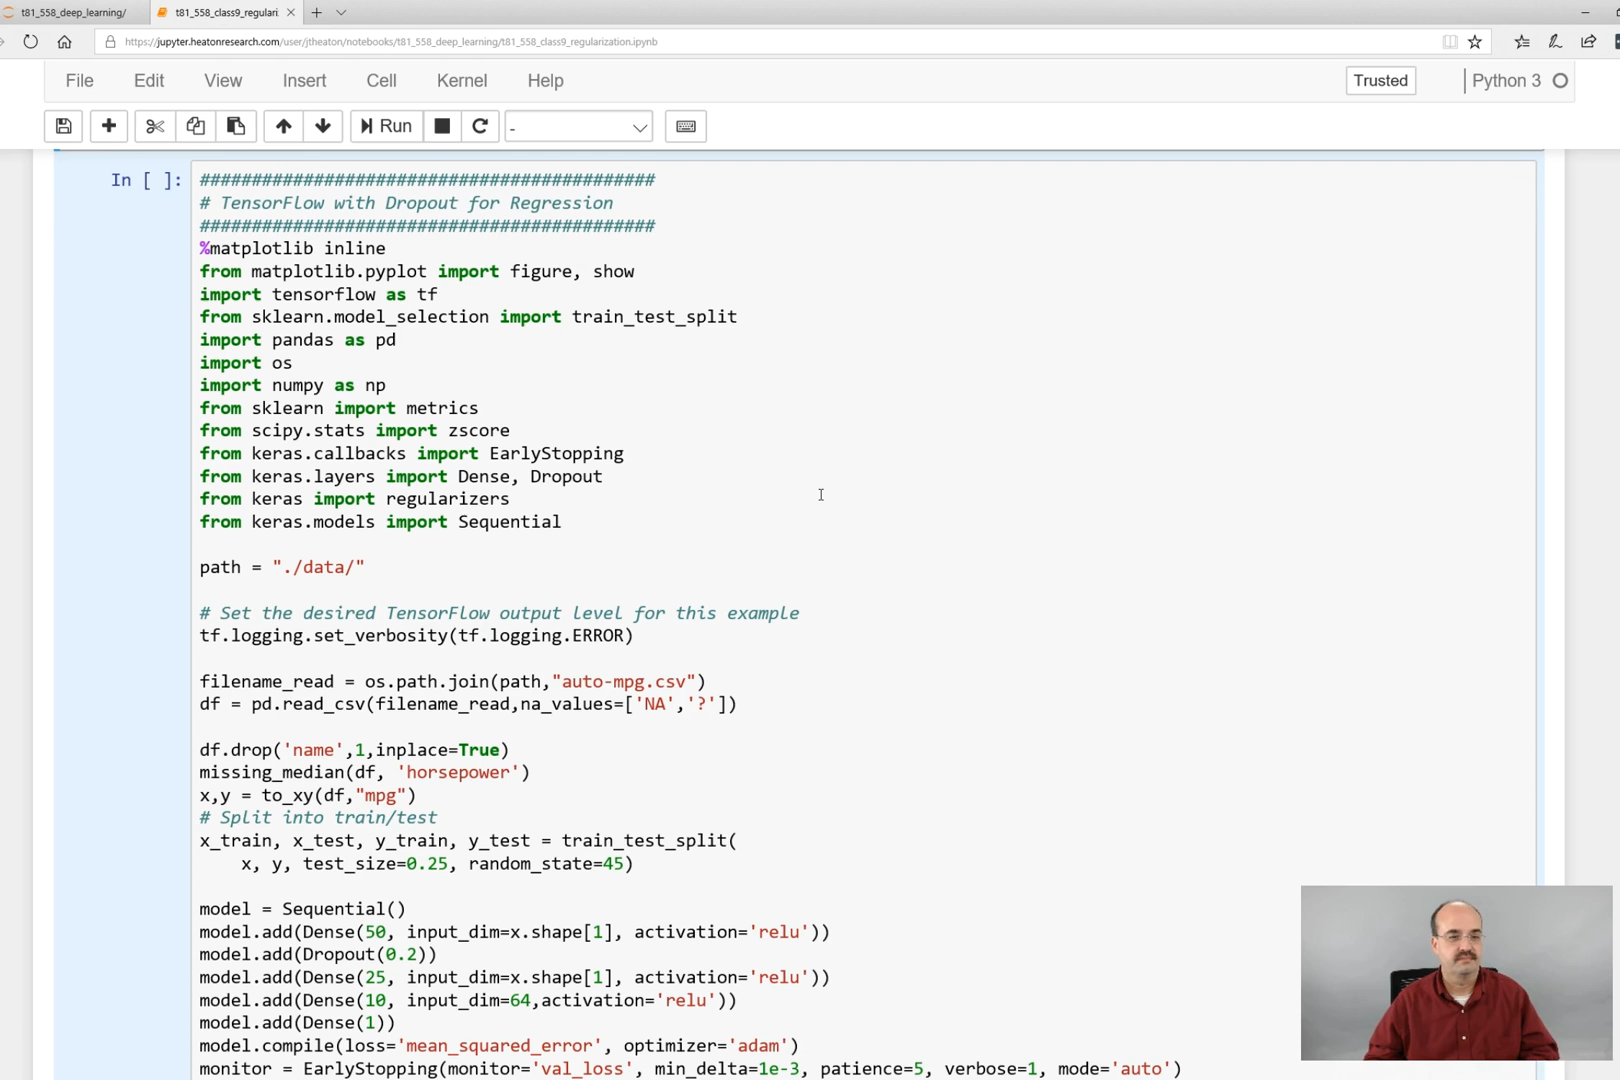 t81_558_deep_learning/
t81_558_class9_regulari
https://jupyter.heatonresearch.com/user/jtheaton/notebooks/t81_558_deep_learning/t81_558_class9_regularization.ipynb
File Edit View Insert Cell Kernel Help Trusted Python 3
Run -
In [ ]:
############################################
# TensorFlow with Dropout for Regression
############################################
%matplotlib inline
from matplotlib.pyplot import figure, show
import tensorflow as tf
from sklearn.model_selection import train_test_split
import pandas as pd
import os
import numpy as np
from sklearn import metrics
from scipy.stats import zscore
from keras.callbacks import EarlyStopping
from keras.layers import Dense, Dropout
from keras import regularizers
from keras.models import Sequential
path = "./data/"
# Set the desired TensorFlow output level for this example
tf.logging.set_verbosity(tf.logging.ERROR)
filename_read = os.path.join(path,"auto-mpg.csv")
df = pd.read_csv(filename_read,na_values=['NA','?'])
df.drop('name',1,inplace=True)
missing_median(df, 'horsepower')
x,y = to_xy(df,"mpg")
# Split into train/test
x_train, x_test, y_train, y_test = train_test_split(
    x, y, test_size=0.25, random_state=45)
model = Sequential()
model.add(Dense(50, input_dim=x.shape[1], activation='relu'))
model.add(Dropout(0.2))
model.add(Dense(25, input_dim=x.shape[1], activation='relu'))
model.add(Dense(10, input_dim=64,activation='relu'))
model.add(Dense(1))
model.compile(loss='mean_squared_error', optimizer='adam')
monitor = EarlyStopping(monitor='val_loss', min_delta=1e-3, patience=5, verbose=1, mode='auto')